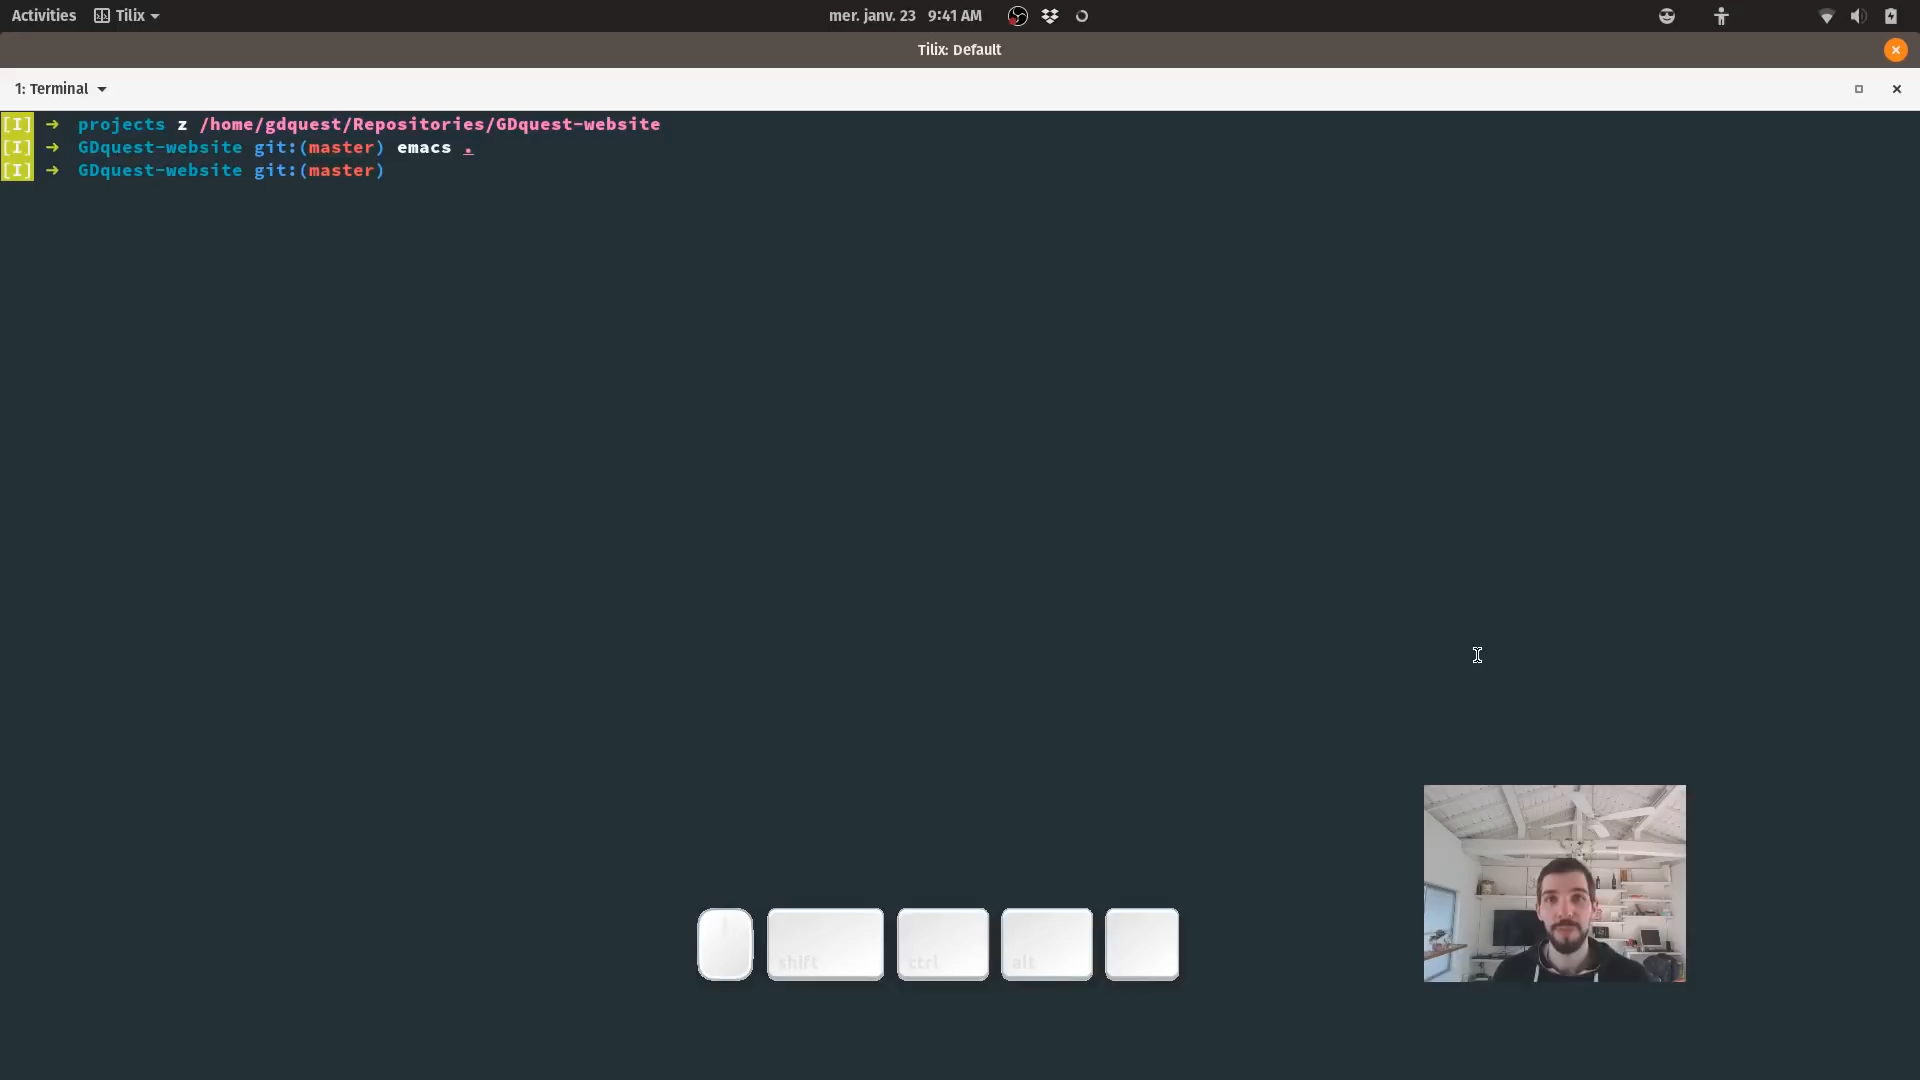 Activities Tilix mer. janv. 23 9:41 AM
Tilix: Default
1: Terminal
[I] ➜ projects z /home/gdquest/Repositories/GDquest-website
[I] ➜ GDquest-website git:(master) emacs .
[I] ➜ GDquest-website git:(master)
shift ctrl alt